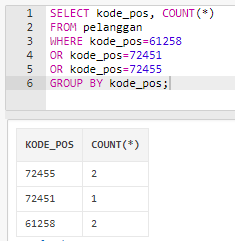 1 SELECT kode_pos, COUNT(*)
2 FROM pelanggan
3 WHERE kode_pos=61258
4 OR kode_pos=72451
5 OR kode_pos=72455
6 GROUP BY kode_pos;
KODE_POS COUNT(*)
72455 2
72451 1
61258 2